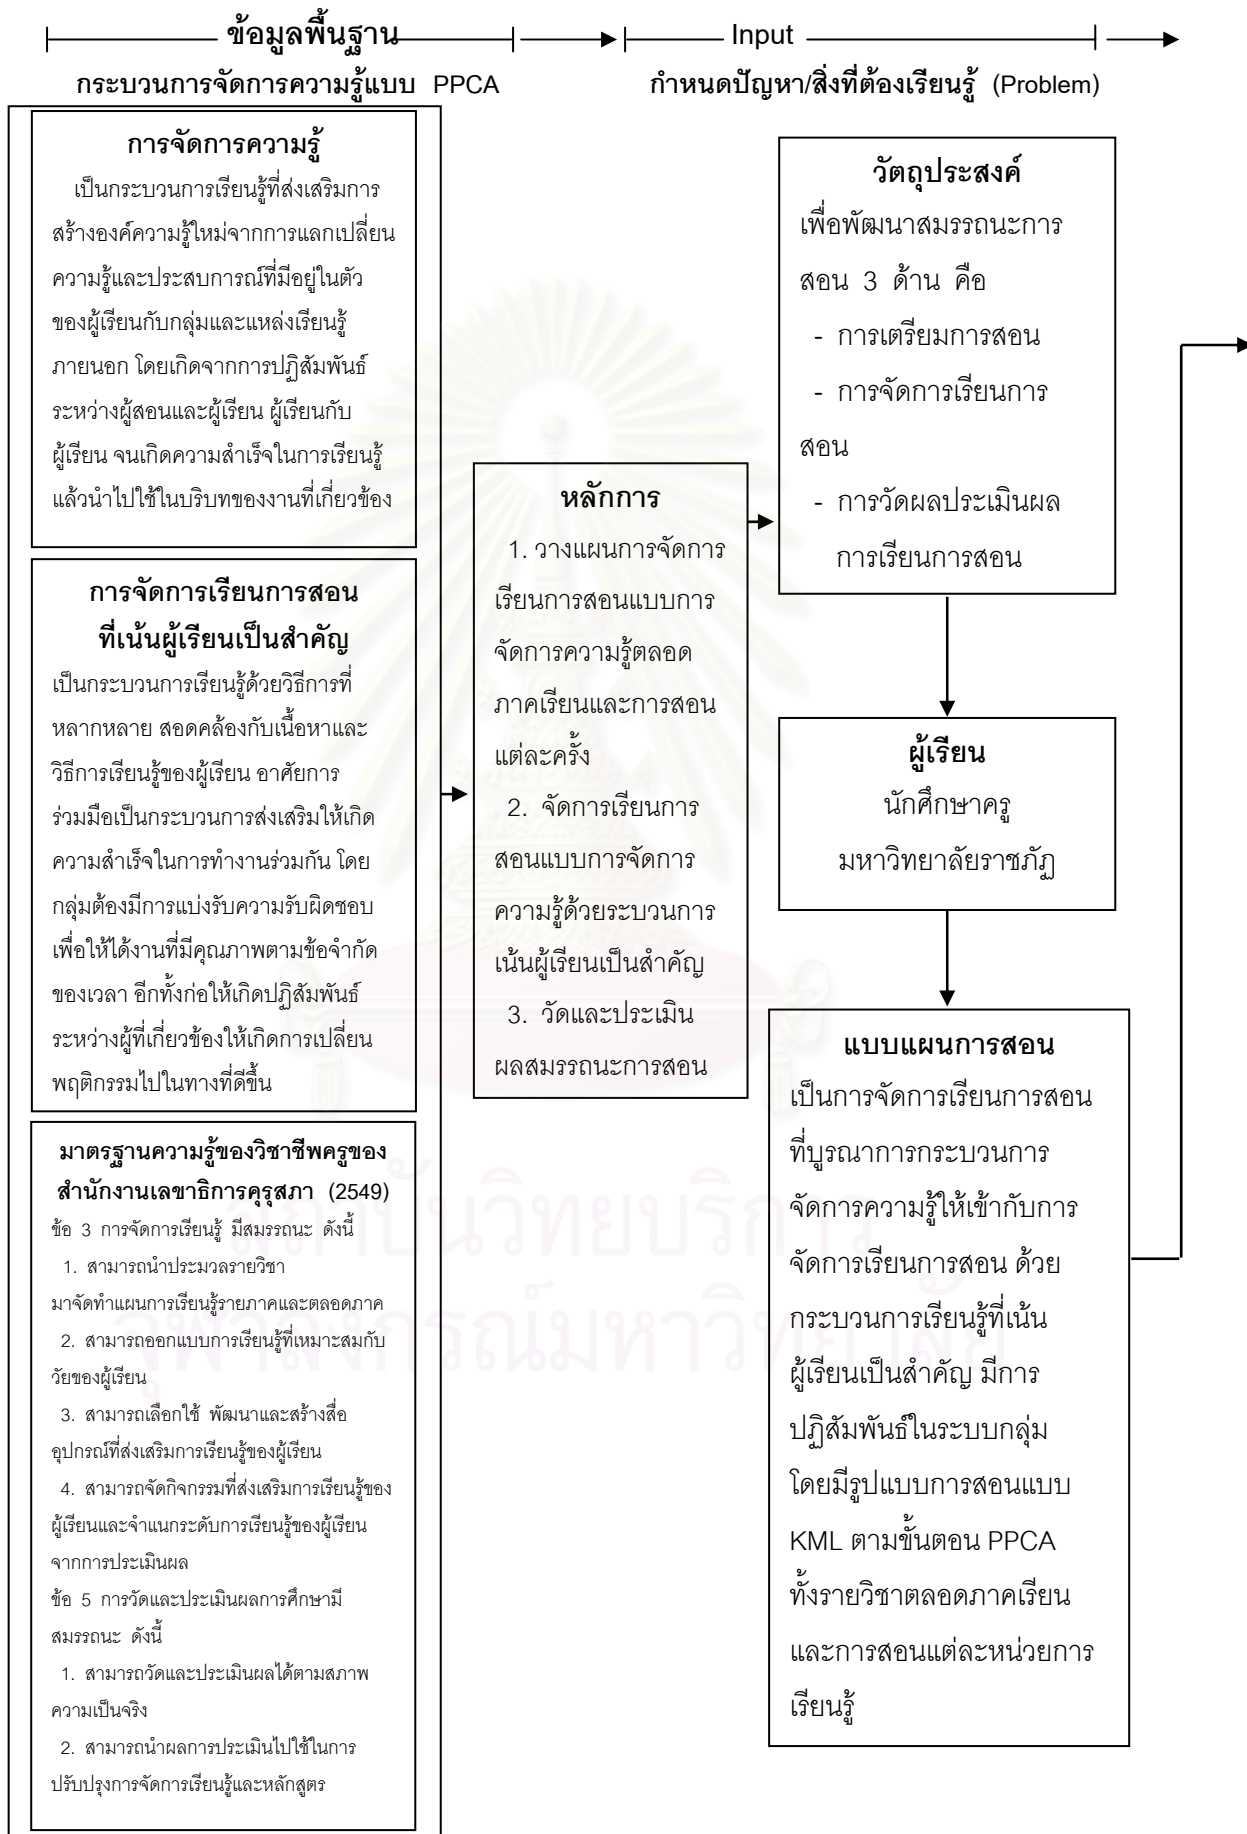 ข้อมูลพื้นฐาน
Input
กระบวนการจัดการความรู้แบบ PPCA
กำหนดปัญหา/สิ่งที่ต้องเรียนรู้ (Problem)
การจัดการความรู้
เป็นกระบวนการเรียนรู้ที่ส่งเสริมการ
สร้างองค์ความรู้ใหม่จากการแลกเปลี่ยน
ความรู้และประสบการณ์ที่มีอยู่ในตัว
ของผู้เรียนกับกลุ่มและแหล่งเรียนรู้
ภายนอก โดยเกิดจากการปฏิสัมพันธ์
ระหว่างผู้สอนและผู้เรียน ผู้เรียนกับ
ผู้เรียน จนเกิดความสำเร็จในการเรียนรู้
แล้วนำไปใช้ในบริบทของงานที่เกี่ยวข้อง
การจัดการเรียนการสอน
ที่เน้นผู้เรียนเป็นสำคัญ
เป็นกระบวนการเรียนรู้ด้วยวิธีการที่
หลากหลาย สอดคล้องกับเนื้อหาและ
วิธีการเรียนรู้ของผู้เรียน อาศัยการ
ร่วมมือเป็นกระบวนการส่งเสริมให้เกิด
ความสำเร็จในการทำงานร่วมกัน โดย
กลุ่มต้องมีการแบ่งรับความรับผิดชอบ
เพื่อให้ได้งานที่มีคุณภาพตามข้อจำกัด
ของเวลา อีกทั้งก่อให้เกิดปฏิสัมพันธ์
ระหว่างผู้ที่เกี่ยวข้องให้เกิดการเปลี่ยน
พฤติกรรมไปในทางที่ดีขึ้น
มาตรฐานความรู้ของวิชาชีพครูของ
สำนักงานเลขาธิการคุรุสภา (2549)
ข้อ 3 การจัดการเรียนรู้ มีสมรรถนะ ดังนี้
1. สามารถนำประมวลรายวิชา
มาจัดทำแผนการเรียนรู้รายภาคและตลอดภาค
2. สามารถออกแบบการเรียนรู้ที่เหมาะสมกับ
วัยของผู้เรียน
3. สามารถเลือกใช้ พัฒนาและสร้างสื่อ
อุปกรณ์ที่ส่งเสริมการเรียนรู้ของผู้เรียน
4. สามารถจัดกิจกรรมที่ส่งเสริมการเรียนรู้ของ
ผู้เรียนและจำแนกระดับการเรียนรู้ของผู้เรียน
จากการประเมินผล
ข้อ 5 การวัดและประเมินผลการศึกษามี
สมรรถนะ ดังนี้
1. สามารถวัดและประเมินผลได้ตามสภาพ
ความเป็นจริง
2. สามารถนำผลการประเมินไปใช้ในการ
ปรับปรุงการจัดการเรียนรู้และหลักสูตร
หลักการ
1. วางแผนการจัดการ
เรียนการสอนแบบการ
จัดการความรู้ตลอด
ภาคเรียนและการสอน
แต่ละครั้ง
2. จัดการเรียนการ
สอนแบบการจัดการ
ความรู้ด้วยระบวนการ
เน้นผู้เรียนเป็นสำคัญ
3. วัดและประเมิน
ผลสมรรถนะการสอน
วัตถุประสงค์
เพื่อพัฒนาสมรรถนะการ
สอน 3 ด้าน คือ
- การเตรียมการสอน
- การจัดการเรียนการ
สอน
- การวัดผลประเมินผล
การเรียนการสอน
ผู้เรียน
นักศึกษาครู
มหาวิทยาลัยราชภัฏ
แบบแผนการสอน
เป็นการจัดการเรียนการสอน
ที่บูรณาการกระบวนการ
จัดการความรู้ให้เข้ากับการ
จัดการเรียนการสอน ด้วย
กระบวนการเรียนรู้ที่เน้น
ผู้เรียนเป็นสำคัญ มีการ
ปฏิสัมพันธ์ในระบบกลุ่ม
โดยมีรูปแบบการสอนแบบ
KML ตามขั้นตอน PPCA
ทั้งรายวิชาตลอดภาคเรียน
และการสอนแต่ละหน่วยการ
เรียนรู้
สถาบันวิทยบริการ
จุฬาลงกรณ์มหาวิทยาลัย